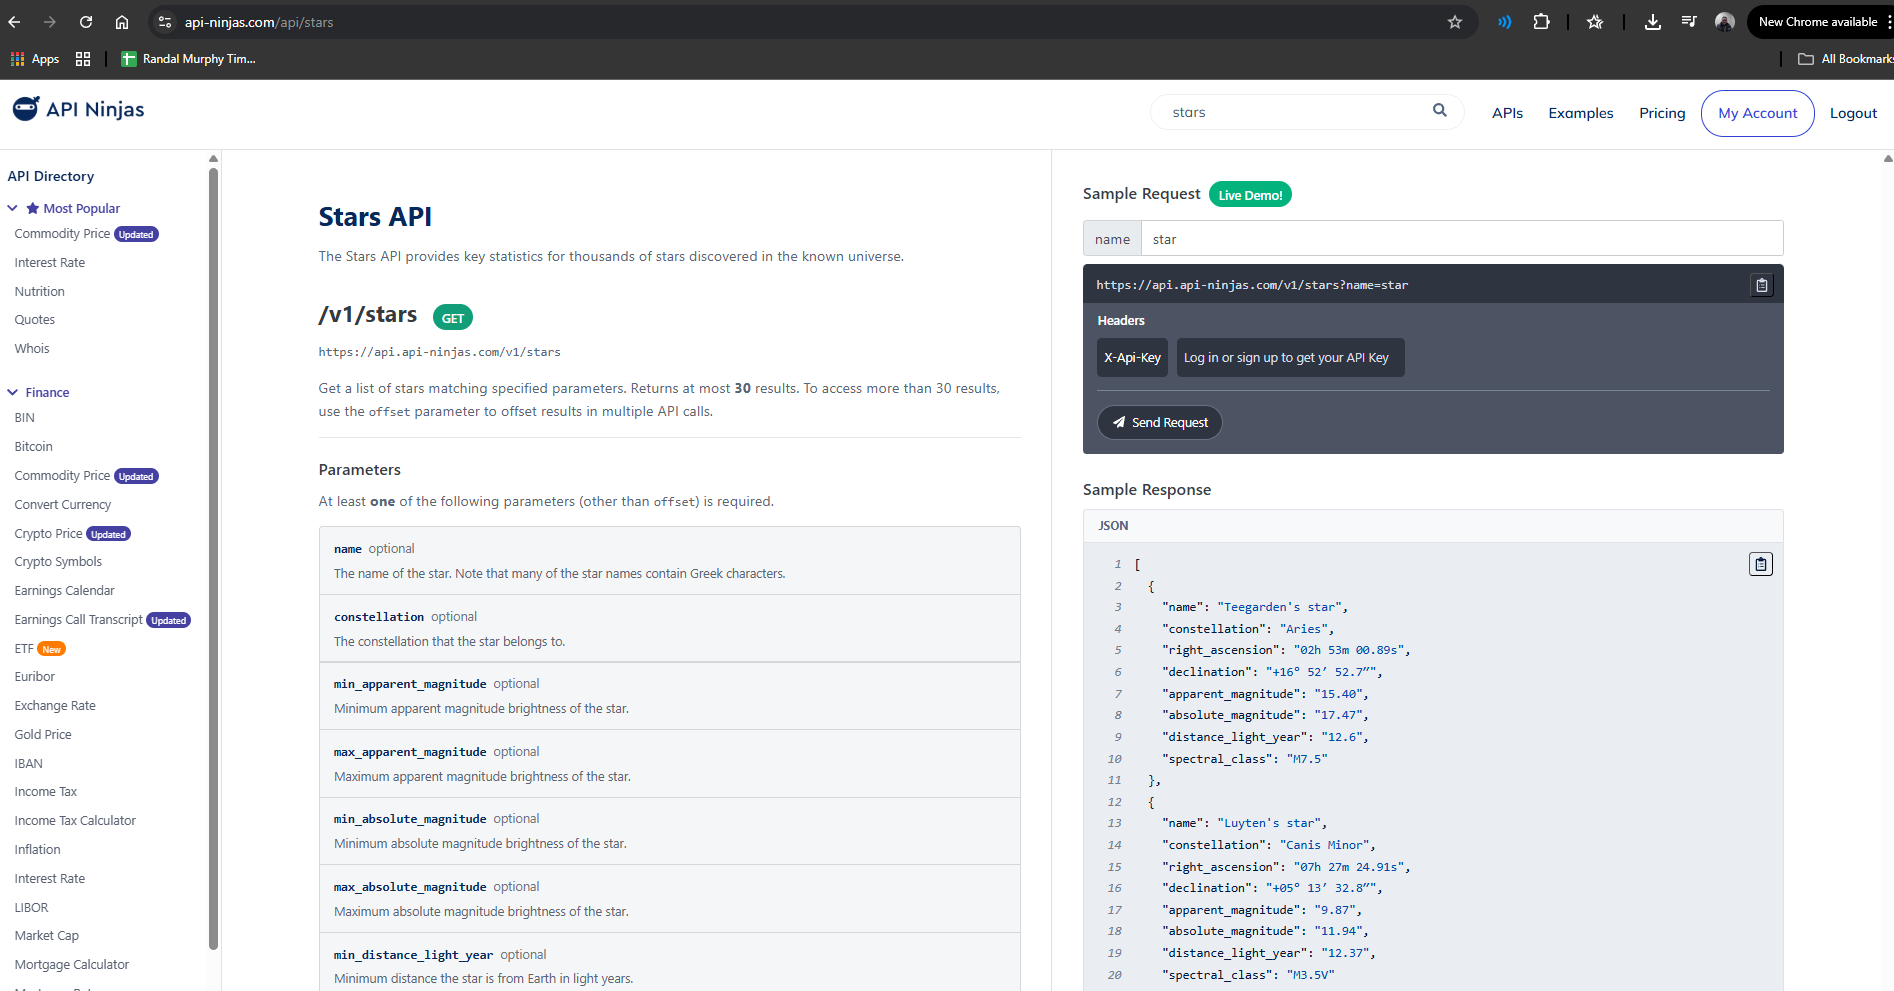 api-ninjas.com/api/stars
New Chrome available
Apps
Randal Murphy Tim...
All Bookmarks
API Ninjas
stars
APIs
Examples
Pricing
My Account
Logout
API Directory
Most Popular
Commodity Price Updated
Interest Rate
Nutrition
Quotes
Whois
Finance
BIN
Bitcoin
Commodity Price Updated
Convert Currency
Crypto Price Updated
Crypto Symbols
Earnings Calendar
Earnings Call Transcript Updated
ETF New
Euribor
Exchange Rate
Gold Price
IBAN
Income Tax
Income Tax Calculator
Inflation
Interest Rate
LIBOR
Market Cap
Mortgage Calculator
Stars API
The Stars API provides key statistics for thousands of stars discovered in the known universe.
/v1/stars GET
https://api.api-ninjas.com/v1/stars
Get a list of stars matching specified parameters. Returns at most 30 results. To access more than 30 results,
use the offset parameter to offset results in multiple API calls.
Parameters
At least one of the following parameters (other than offset) is required.
name optional
The name of the star. Note that many of the star names contain Greek characters.
constellation optional
The constellation that the star belongs to.
min_apparent_magnitude optional
Minimum apparent magnitude brightness of the star.
max_apparent_magnitude optional
Maximum apparent magnitude brightness of the star.
min_absolute_magnitude optional
Minimum absolute magnitude brightness of the star.
max_absolute_magnitude optional
Maximum absolute magnitude brightness of the star.
min_distance_light_year optional
Minimum distance the star is from Earth in light years.
Sample Request Live Demo!
name star
https://api.api-ninjas.com/v1/stars?name=star
Headers
X-Api-Key Log in or sign up to get your API Key
Send Request
Sample Response
JSON
1 [
2 {
3 "name": "Teegarden's star",
4 "constellation": "Aries",
5 "right_ascension": "02h 53m 00.89s",
6 "declination": "+16° 52′ 52.7″",
7 "apparent_magnitude": "15.40",
8 "absolute_magnitude": "17.47",
9 "distance_light_year": "12.6",
10 "spectral_class": "M7.5"
11 },
12 {
13 "name": "Luyten's star",
14 "constellation": "Canis Minor",
15 "right_ascension": "07h 27m 24.91s",
16 "declination": "+05° 13′ 32.8″",
17 "apparent_magnitude": "9.87",
18 "absolute_magnitude": "11.94",
19 "distance_light_year": "12.37",
20 "spectral_class": "M3.5V"